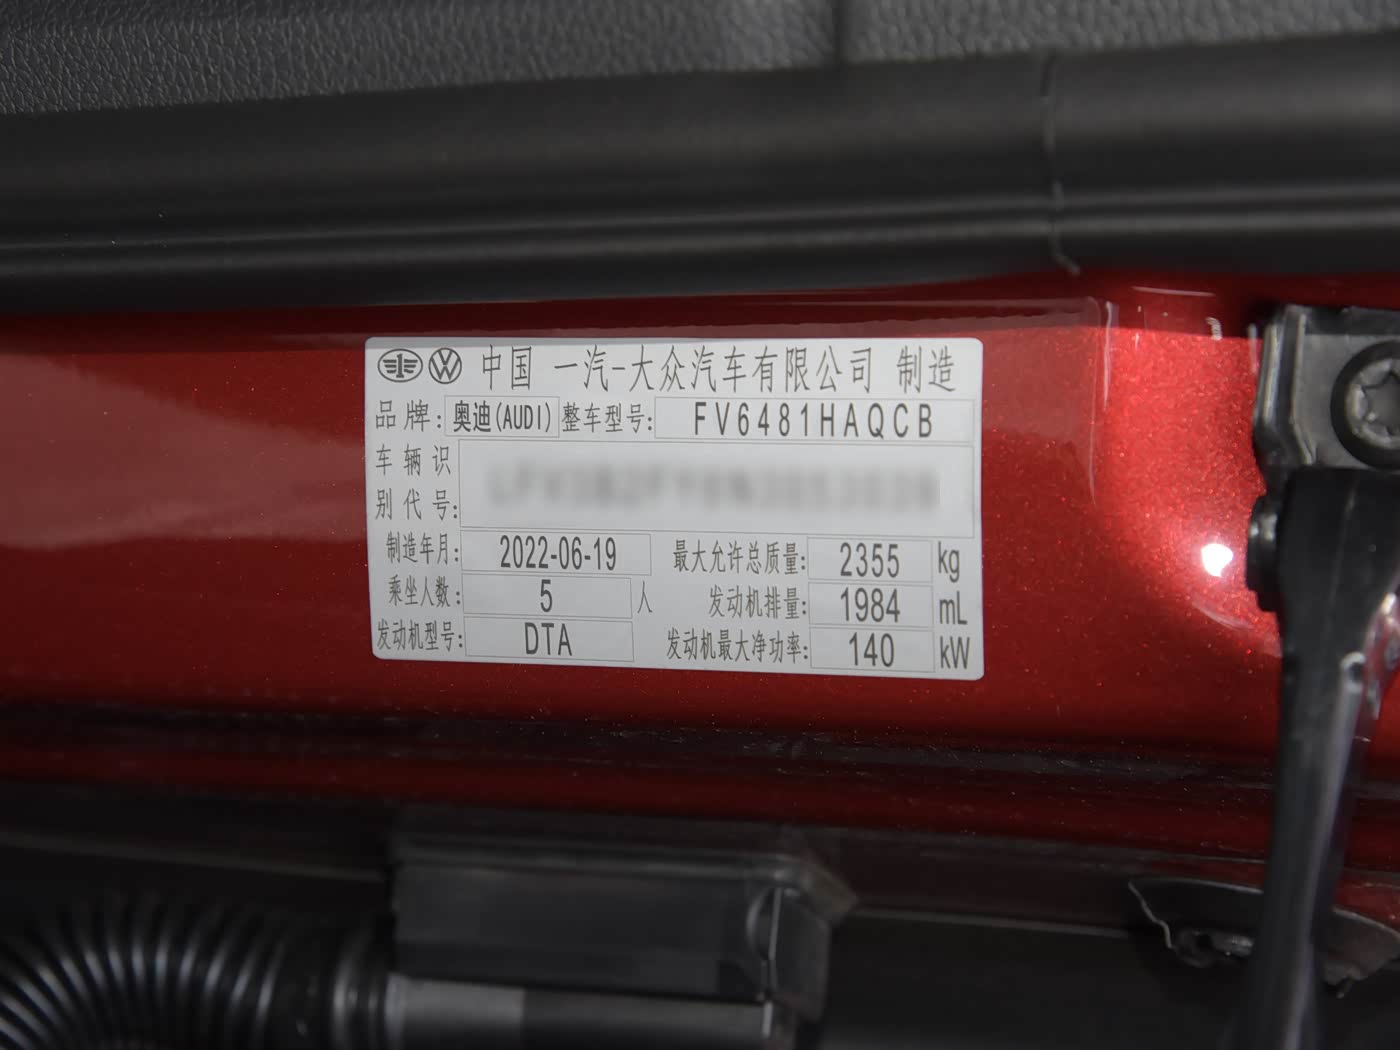 中国 一汽-大众汽车有限公司 制造
品牌: 奥迪(AUDI) 整车型号: FV6481HAQCB
车辆识
别代号:
制造年月: 2022-06-19 最大允许总质量: 2355 kg
乘坐人数: 5 人 发动机排量: 1984 mL
发动机型号: DTA 发动机最大净功率: 140 kW